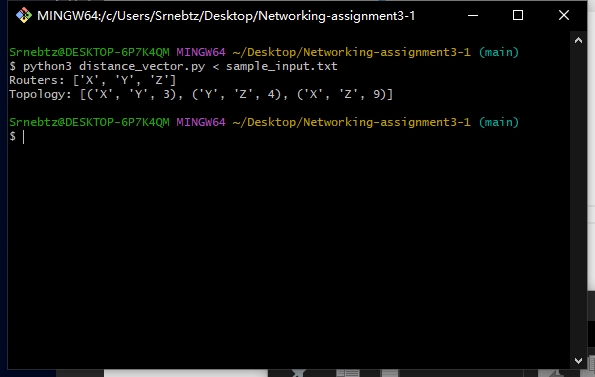 MINGW64:/c/Users/Srnebtz/Desktop/Networking-assignment3-1
Srnebtz@DESKTOP-6P7K4QM MINGW64 ~/Desktop/Networking-assignment3-1 (main)
$ python3 distance_vector.py < sample_input.txt
Routers: ['X', 'Y', 'Z']
Topology: [('X', 'Y', 3), ('Y', 'Z', 4), ('X', 'Z', 9)]
Srnebtz@DESKTOP-6P7K4QM MINGW64 ~/Desktop/Networking-assignment3-1 (main)
$